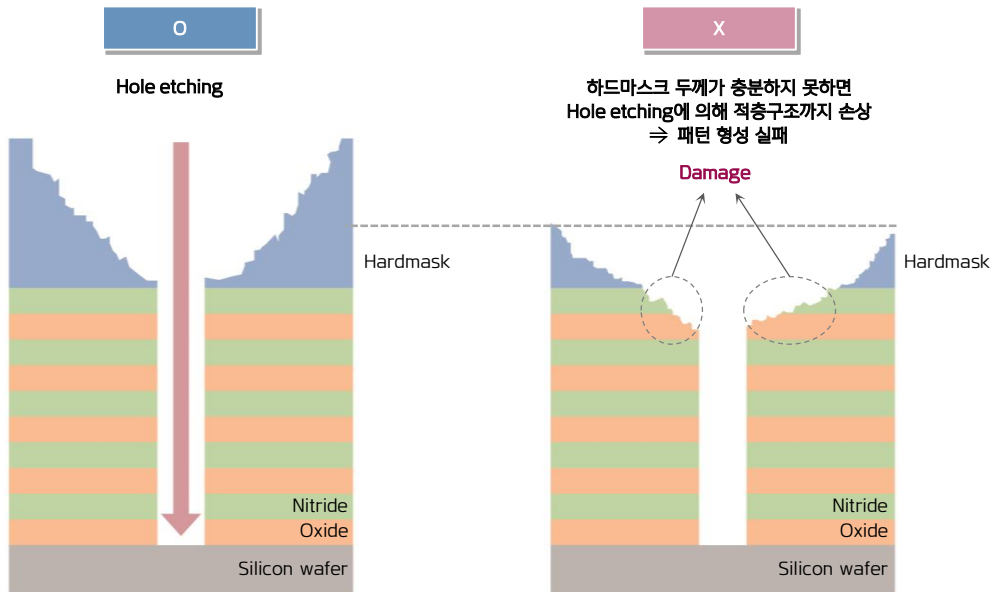 O
Hole etching
Hardmask
Nitride
Oxide
Silicon wafer
X
하드마스크 두께가 충분하지 못하면
Hole etching에 의해 적층구조까지 손상
⇒ 패턴 형성 실패
Damage
Hardmask
Nitride
Oxide
Silicon wafer